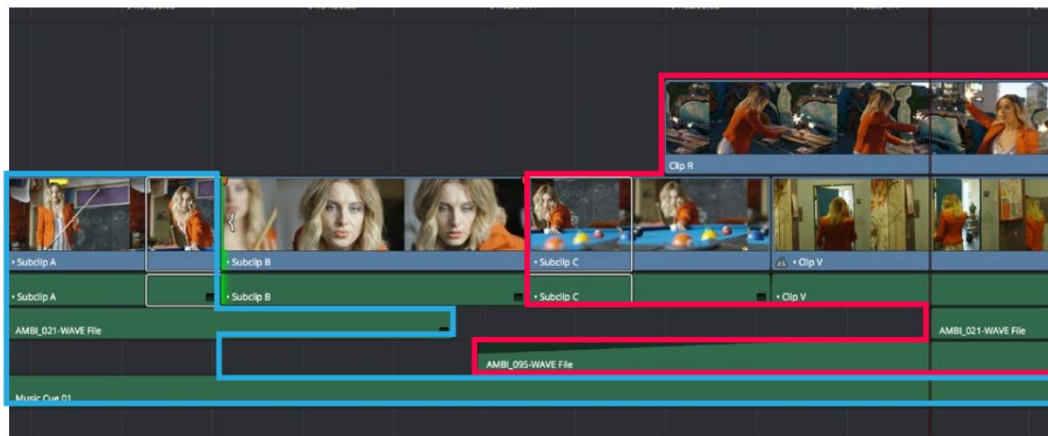 Clip R
• Subclip A
• Subclip B
• Subclip C
• Clip V
• Subclip A
• Subclip B
• Subclip C
• Clip V
AMBI_021-WAVE File
AMBI_021-WAVE File
AMBI_095-WAVE File
Music Cue 01